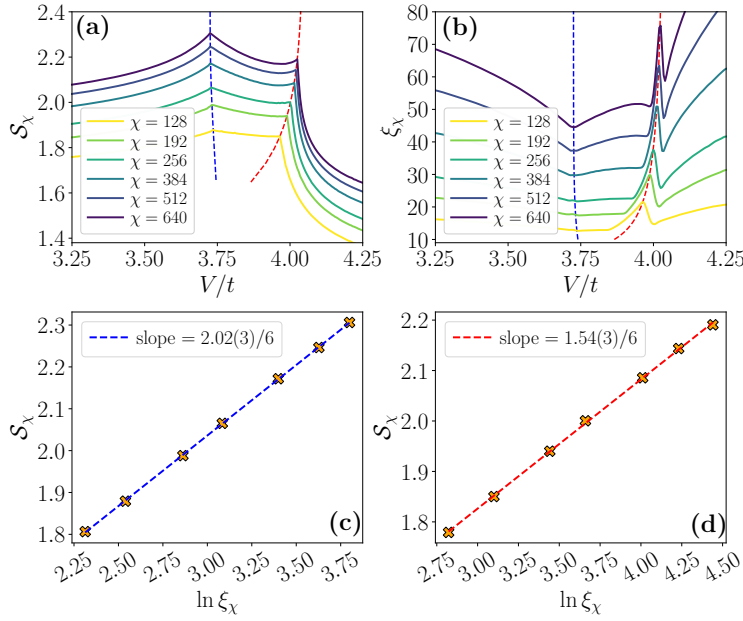 (a)
2.4
2.2
2.0
1.8
1.6
1.4
𝒮_χ
χ = 128
χ = 192
χ = 256
χ = 384
χ = 512
χ = 640
3.25 3.50 3.75 4.00 4.25
V/t
(b)
80
70
60
50
40
30
20
10
ξ_χ
χ = 128
χ = 192
χ = 256
χ = 384
χ = 512
χ = 640
3.25 3.50 3.75 4.00 4.25
V/t
slope = 2.02(3)/6
2.3
2.2
2.1
2.0
1.9
1.8
𝒮_χ
(c)
2.25 2.50 2.75 3.00 3.25 3.50 3.75
ln ξ_χ
slope = 1.54(3)/6
2.2
2.1
2.0
1.9
1.8
𝒮_χ
(d)
2.75 3.00 3.25 3.50 3.75 4.00 4.25 4.50
ln ξ_χ